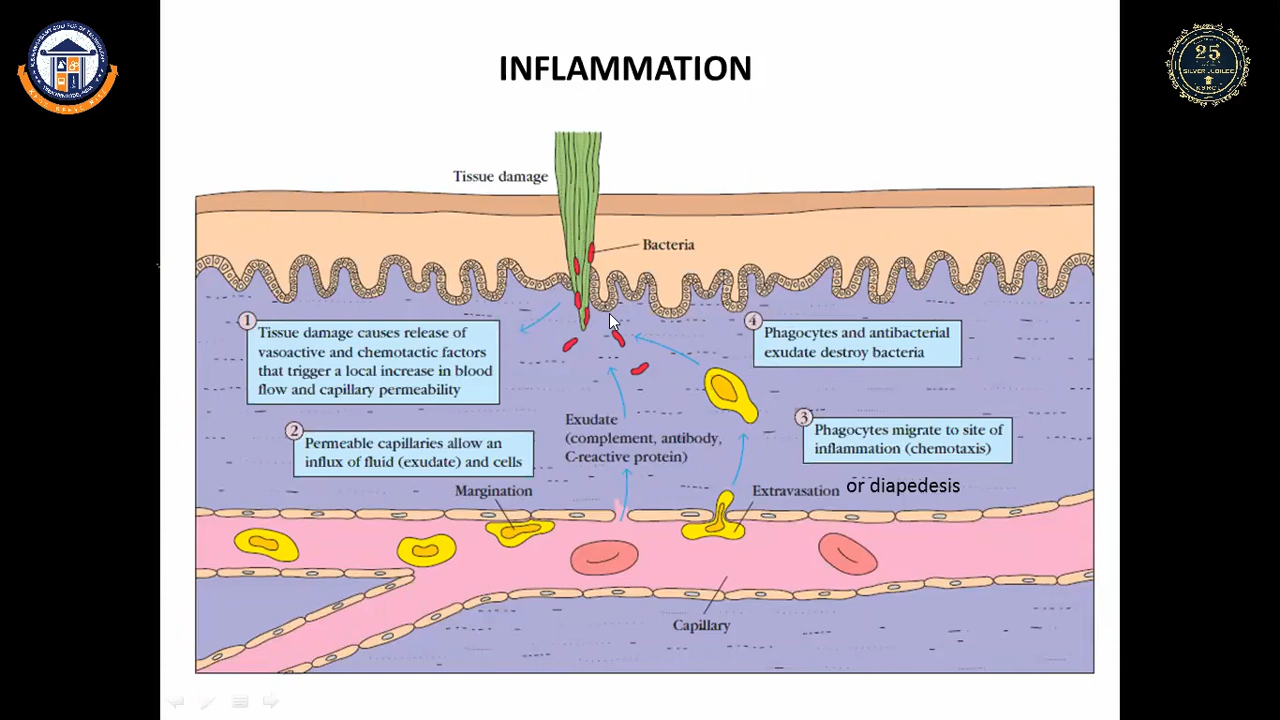 INFLAMMATION
25
SILVER JUBILEE
Tissue damage
Bacteria
1
Tissue damage causes release of
vasoactive and chemotactic factors
that trigger a local increase in blood
flow and capillary permeability
4
Phagocytes and antibacterial
exudate destroy bacteria
2
Permeable capillaries allow an
influx of fluid (exudate) and cells
Exudate
(complement, antibody,
C-reactive protein)
3
Phagocytes migrate to site of
inflammation (chemotaxis)
Margination
Extravasation or diapedesis
Capillary